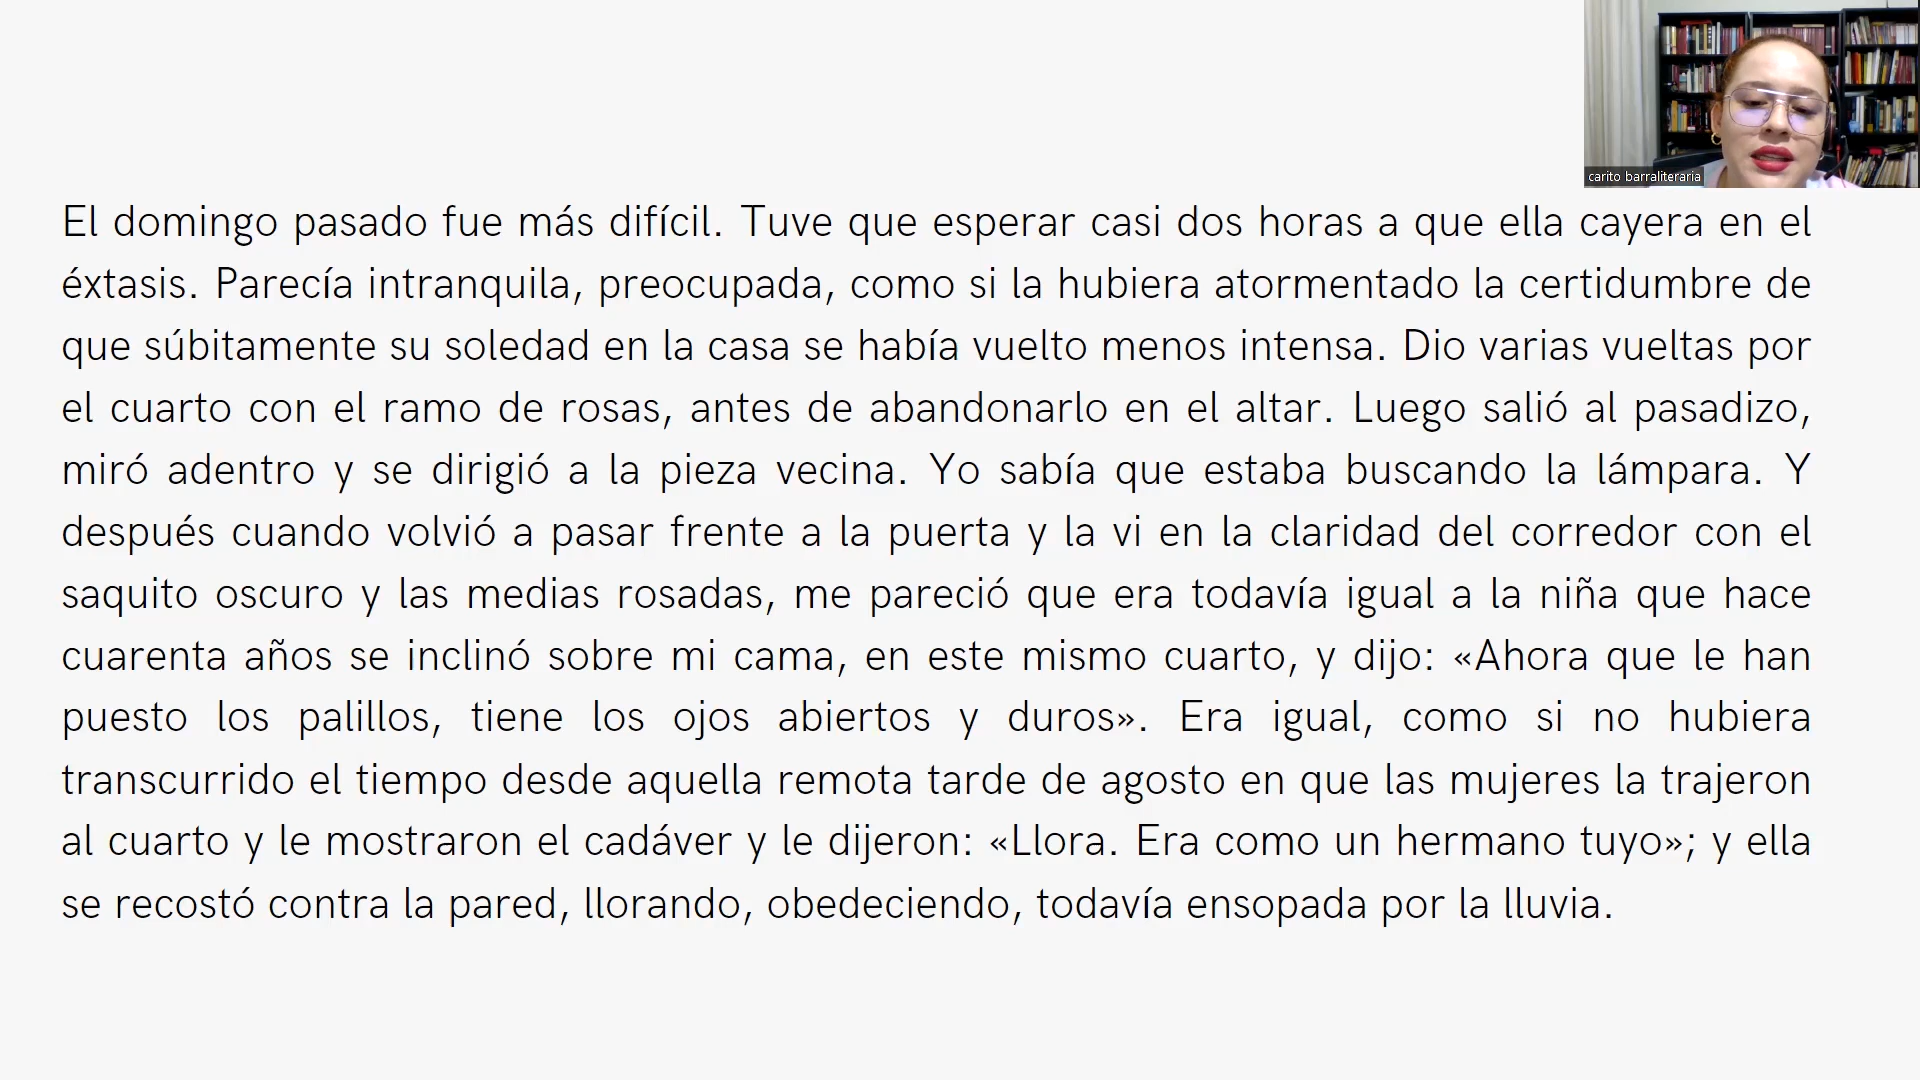 carito barraliteraria
El domingo pasado fue más difícil. Tuve que esperar casi dos horas a que ella cayera en el
éxtasis. Parecía intranquila, preocupada, como si la hubiera atormentado la certidumbre de
que súbitamente su soledad en la casa se había vuelto menos intensa. Dio varias vueltas por
el cuarto con el ramo de rosas, antes de abandonarlo en el altar. Luego salió al pasadizo,
miró adentro y se dirigió a la pieza vecina. Yo sabía que estaba buscando la lámpara. Y
después cuando volvió a pasar frente a la puerta y la vi en la claridad del corredor con el
saquito oscuro y las medias rosadas, me pareció que era todavía igual a la niña que hace
cuarenta años se inclinó sobre mi cama, en este mismo cuarto, y dijo: «Ahora que le han
puesto los palillos, tiene los ojos abiertos y duros». Era igual, como si no hubiera
transcurrido el tiempo desde aquella remota tarde de agosto en que las mujeres la trajeron
al cuarto y le mostraron el cadáver y le dijeron: «Llora. Era como un hermano tuyo»; y ella
se recostó contra la pared, llorando, obedeciendo, todavía ensopada por la lluvia.